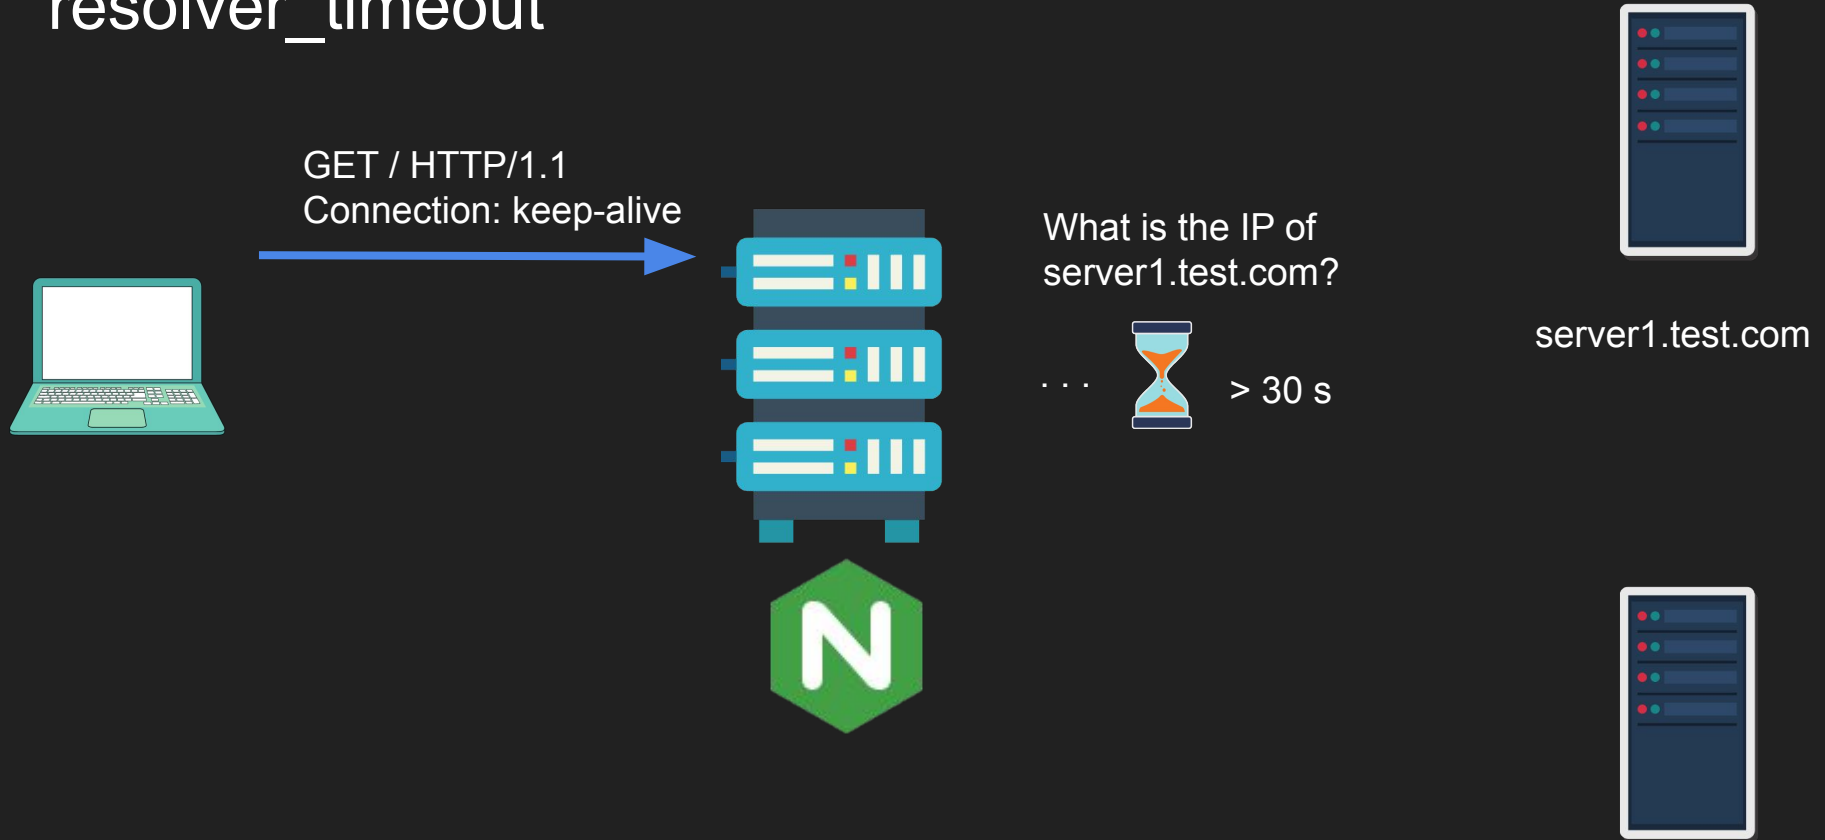 resolver_timeout
GET / HTTP/1.1
Connection: keep-alive
What is the IP of
server1.test.com?
. . .
> 30 s
server1.test.com
N